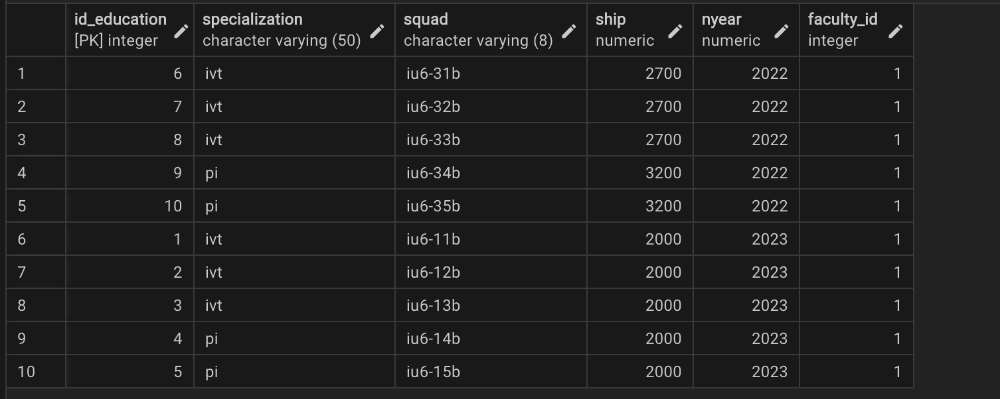 id_education specialization squad ship nyear faculty_id
[PK] integer character varying (50) character varying (8) numeric numeric integer
1 6 ivt iu6-31b 2700 2022 1
2 7 ivt iu6-32b 2700 2022 1
3 8 ivt iu6-33b 2700 2022 1
4 9 pi iu6-34b 3200 2022 1
5 10 pi iu6-35b 3200 2022 1
6 1 ivt iu6-11b 2000 2023 1
7 2 ivt iu6-12b 2000 2023 1
8 3 ivt iu6-13b 2000 2023 1
9 4 pi iu6-14b 2000 2023 1
10 5 pi iu6-15b 2000 2023 1